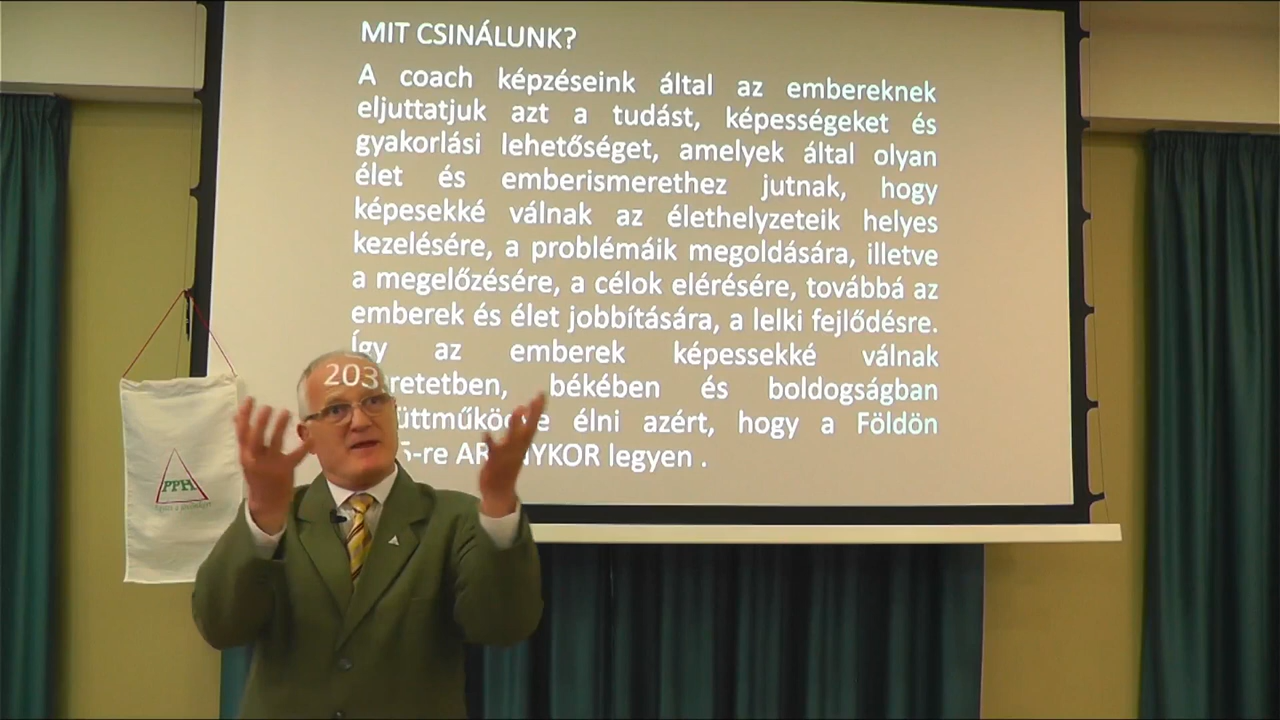 MIT CSINÁLUNK?
A coach képzéseink által az embereknek
eljuttatjuk azt a tudást, képességeket és
gyakorlási lehetőséget, amelyek által olyan
élet és emberismerethez jutnak, hogy
képesekké válnak az élethelyzeteik helyes
kezelésére, a problémáik megoldására, illetve
a megelőzésére, a célok elérésére, továbbá az
emberek és élet jobbítására, a lelki fejlődésre.
Így az emberek képessekké válnak
békében és boldogságban
élni azért, hogy a Földön
203 5-re ARANYKOR legyen .
PPH